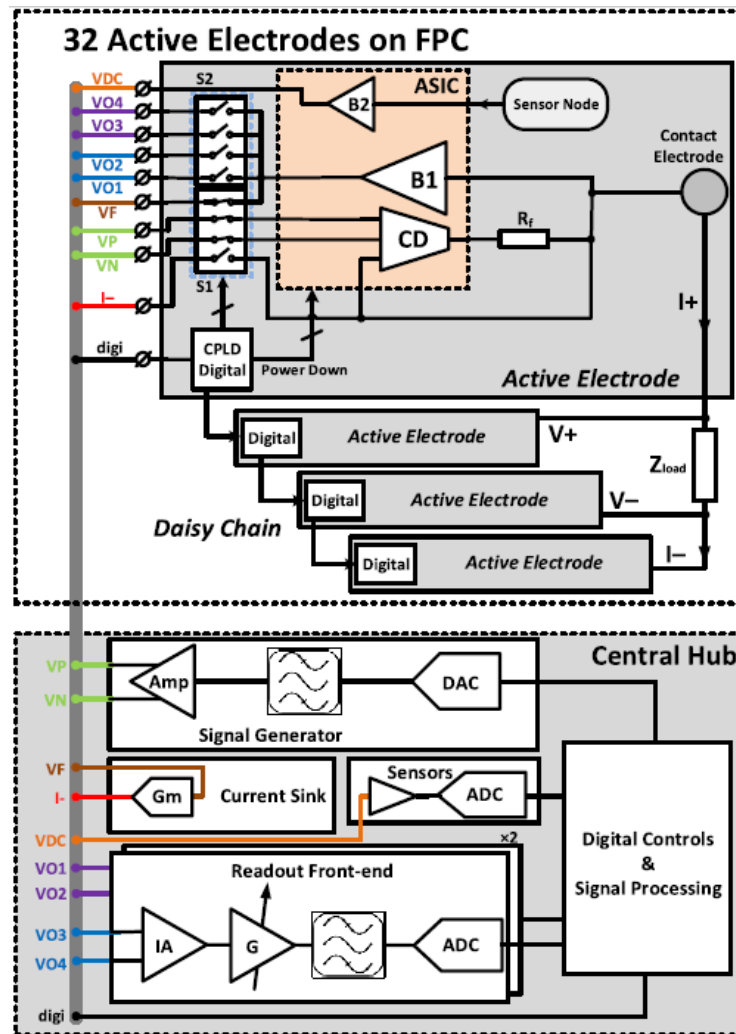 32 Active Electrodes on FPC
VDC
VO4
VO3
VO2
VO1
VF
VP
VN
I−
digi
S2
S1
ASIC
B2
Sensor Node
B1
CD
Rf
Contact
Electrode
I+
CPLD
Digital
Power Down
Active Electrode
Digital
Active Electrode
V+
Zload
Digital
Active Electrode
V−
Daisy Chain
Digital
Active Electrode
I−
Central Hub
VP
VN
Amp
DAC
Signal Generator
VF
I-
Gm
Current Sink
Sensors
ADC
VDC
×2
VO1
VO2
VO3
VO4
Readout Front-end
IA
G
ADC
Digital Controls
&
Signal Processing
digi